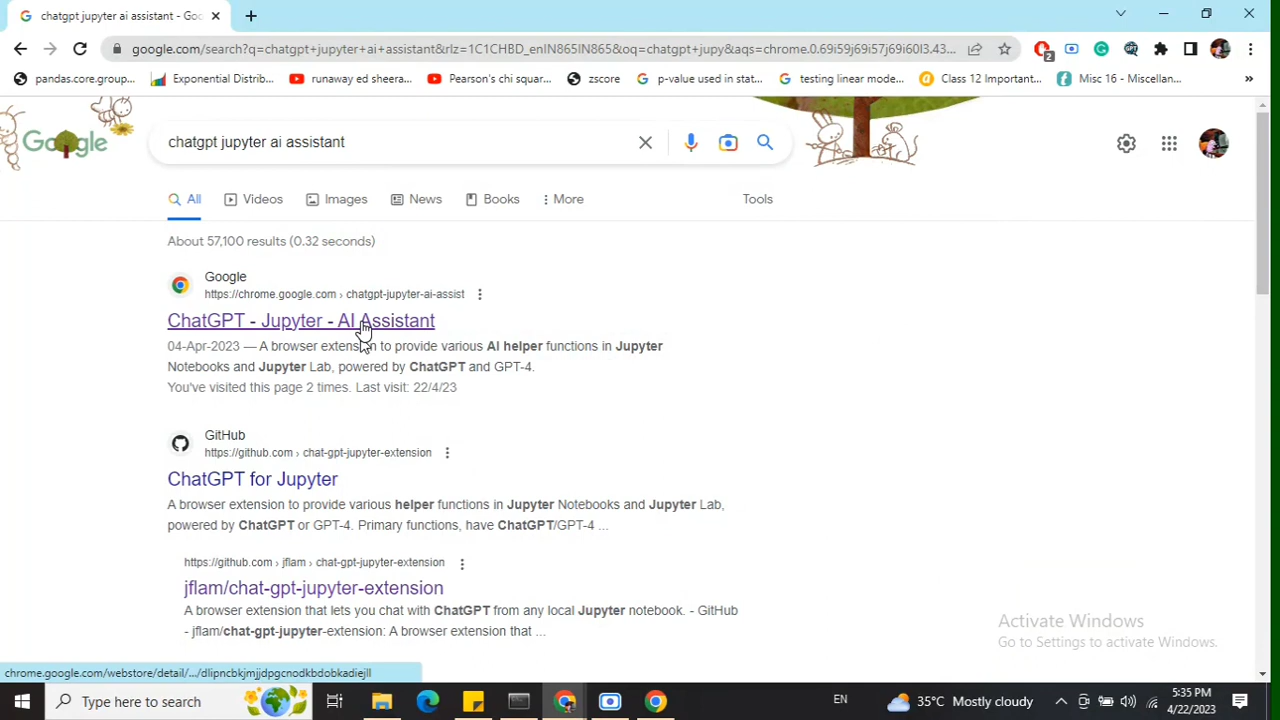 chatgpt jupyter ai assistant - Goo
google.com/search?q=chatgpt+jupyter+ai+assistant&rlz=1C1CHBD_enIN865IN865&oq=chatgpt+jupy&aqs=chrome.0.69i59j69i57j69i60l3.43...
2
pandas.core.group...
Exponential Distrib...
runaway ed sheera...
Pearson's chi squar...
zscore
p-value used in stat...
testing linear mode...
Class 12 Important...
Misc 16 - Miscellan...
»
Google
chatgpt jupyter ai assistant
All
Videos
Images
News
Books
More
Tools
About 57,100 results (0.32 seconds)
Google
https://chrome.google.com › chatgpt-jupyter-ai-assist
ChatGPT - Jupyter - AI Assistant
04-Apr-2023 — A browser extension to provide various AI helper functions in Jupyter
Notebooks and Jupyter Lab, powered by ChatGPT and GPT-4.
You've visited this page 2 times. Last visit: 22/4/23
GitHub
https://github.com › chat-gpt-jupyter-extension
ChatGPT for Jupyter
A browser extension to provide various helper functions in Jupyter Notebooks and Jupyter Lab,
powered by ChatGPT or GPT-4. Primary functions, have ChatGPT/GPT-4 ...
https://github.com › jflam › chat-gpt-jupyter-extension
jflam/chat-gpt-jupyter-extension
A browser extension that lets you chat with ChatGPT from any local Jupyter notebook. - GitHub
- jflam/chat-gpt-jupyter-extension: A browser extension that ...
Activate Windows
Go to Settings to activate Windows.
chrome.google.com/webstore/detail/.../dlipncbkjmjjdpgcnodkbdobkadiejll
Type here to search
EN
35°C Mostly cloudy
5:35 PM
4/22/2023